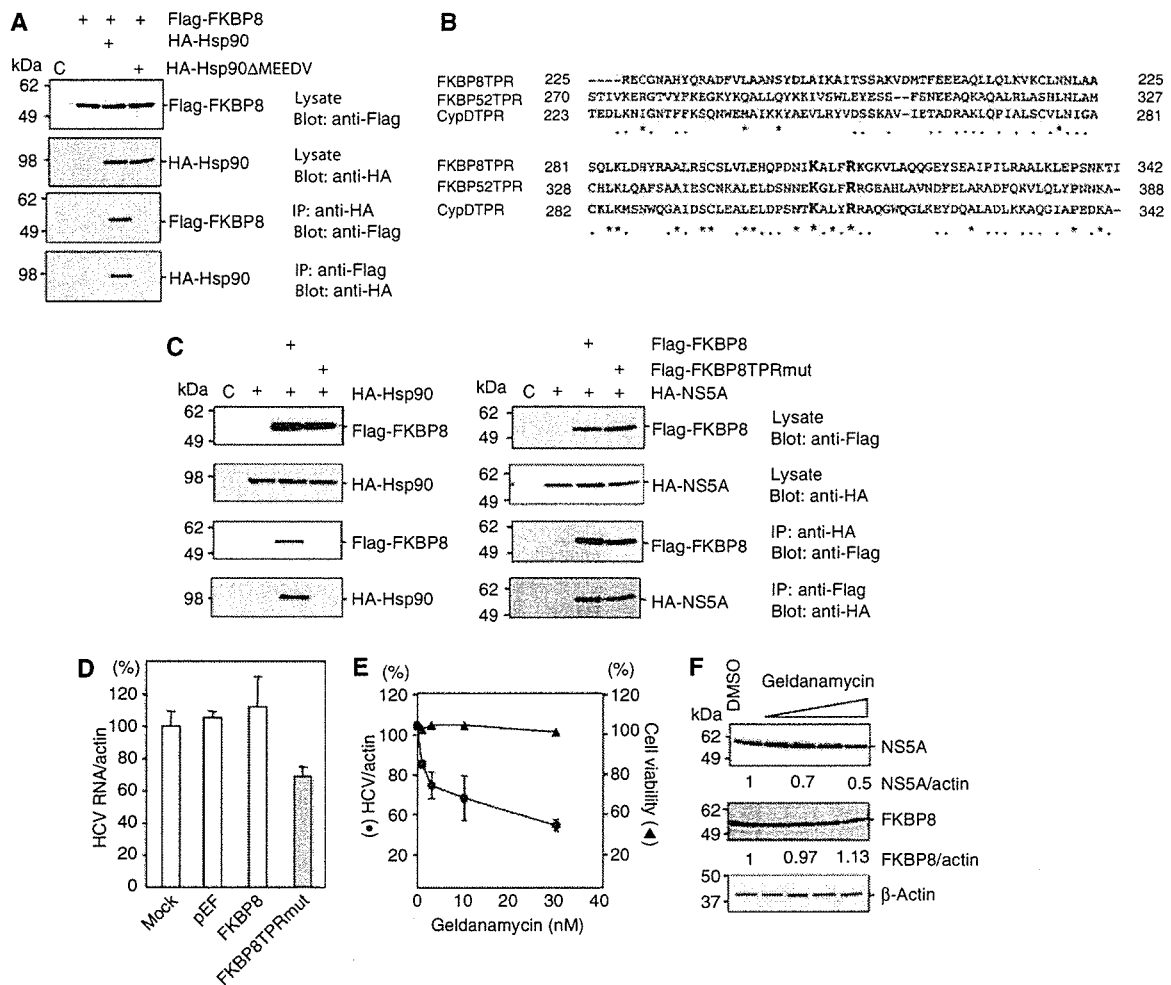 A
+ + + Flag-FKBP8
+ HA-Hsp90
kDa C + HA-Hsp90ΔMEEDV
62
49
Flag-FKBP8
Lysate
Blot: anti-Flag
98
HA-Hsp90
Lysate
Blot: anti-HA
62
49
Flag-FKBP8
IP: anti-HA
Blot: anti-Flag
98
HA-Hsp90
IP: anti-Flag
Blot: anti-HA
B
FKBP8TPR 225 225
FKBP52TPR 270 327
CypDTPR 223 281
FKBP8TPR 281 342
FKBP52TPR 328 388
CypDTPR 282 342
C
+
+
kDa C + + + HA-Hsp90
62
49
Flag-FKBP8
98
HA-Hsp90
62
49
Flag-FKBP8
98
HA-Hsp90
+ Flag-FKBP8
+ Flag-FKBP8TPRmut
kDa C + + + HA-NS5A
62
49
Flag-FKBP8
Lysate
Blot: anti-Flag
62
49
HA-NS5A
Lysate
Blot: anti-HA
62
49
Flag-FKBP8
IP: anti-HA
Blot: anti-Flag
62
49
HA-NS5A
IP: anti-Flag
Blot: anti-HA
D
(%)
120
100
80
60
40
20
0
HCV RNA/actin
Mock
pEF
FKBP8
FKBP8TPRmut
E
(%)
(%)
120
100
80
60
40
20
120
100
80
60
40
20
(●) HCV/actin
Cell viability (▲)
0 10 20 30 40
Geldanamycin (nM)
F
DMSO
Geldanamycin
kDa
62
49
NS5A
1 0.7 0.5 NS5A/actin
62
49
FKBP8
1 0.97 1.13 FKBP8/actin
50
37
β-Actin